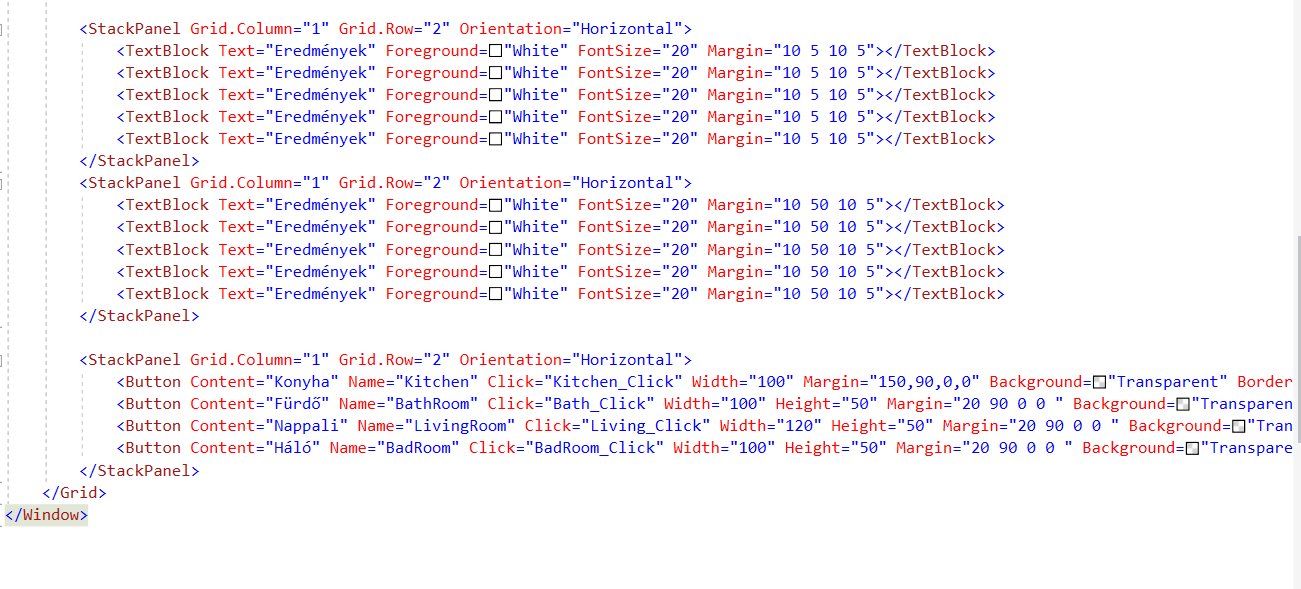 <StackPanel Grid.Column="1" Grid.Row="2" Orientation="Horizontal">
<TextBlock Text="Eredmények" Foreground="White" FontSize="20" Margin="10 5 10 5"></TextBlock>
<TextBlock Text="Eredmények" Foreground="White" FontSize="20" Margin="10 5 10 5"></TextBlock>
<TextBlock Text="Eredmények" Foreground="White" FontSize="20" Margin="10 5 10 5"></TextBlock>
<TextBlock Text="Eredmények" Foreground="White" FontSize="20" Margin="10 5 10 5"></TextBlock>
<TextBlock Text="Eredmények" Foreground="White" FontSize="20" Margin="10 5 10 5"></TextBlock>
</StackPanel>
<StackPanel Grid.Column="1" Grid.Row="2" Orientation="Horizontal">
<TextBlock Text="Eredmények" Foreground="White" FontSize="20" Margin="10 50 10 5"></TextBlock>
<TextBlock Text="Eredmények" Foreground="White" FontSize="20" Margin="10 50 10 5"></TextBlock>
<TextBlock Text="Eredmények" Foreground="White" FontSize="20" Margin="10 50 10 5"></TextBlock>
<TextBlock Text="Eredmények" Foreground="White" FontSize="20" Margin="10 50 10 5"></TextBlock>
<TextBlock Text="Eredmények" Foreground="White" FontSize="20" Margin="10 50 10 5"></TextBlock>
</StackPanel>
<StackPanel Grid.Column="1" Grid.Row="2" Orientation="Horizontal">
<Button Content="Konyha" Name="Kitchen" Click="Kitchen_Click" Width="100" Margin="150,90,0,0" Background="Transparent" Border
<Button Content="Fürdő" Name="BathRoom" Click="Bath_Click" Width="100" Height="50" Margin="20 90 0 0 " Background="Transparen
<Button Content="Nappali" Name="LivingRoom" Click="Living_Click" Width="120" Height="50" Margin="20 90 0 0 " Background="Tran
<Button Content="Háló" Name="BadRoom" Click="BadRoom_Click" Width="100" Height="50" Margin="20 90 0 0 " Background="Transpare
</StackPanel>
</Grid>
</Window>